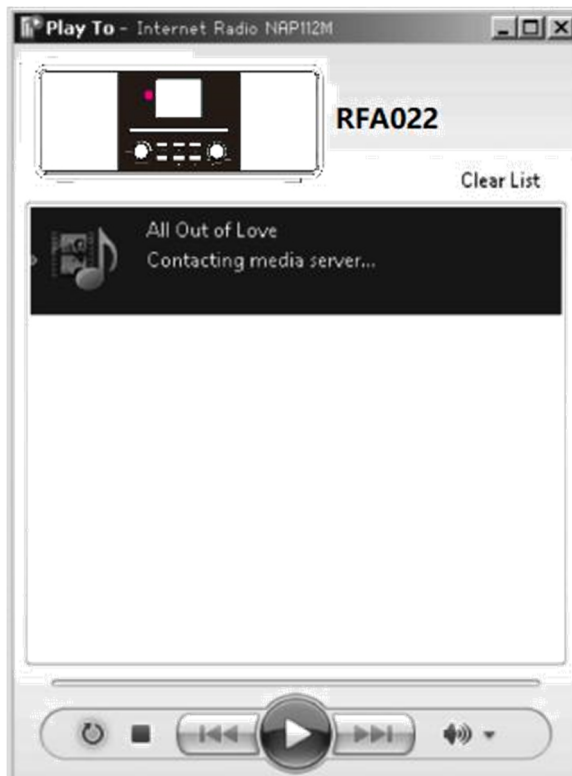 Play To - Internet Radio NAP112M
RFA022
Clear List
All Out of Love
Contacting media server...